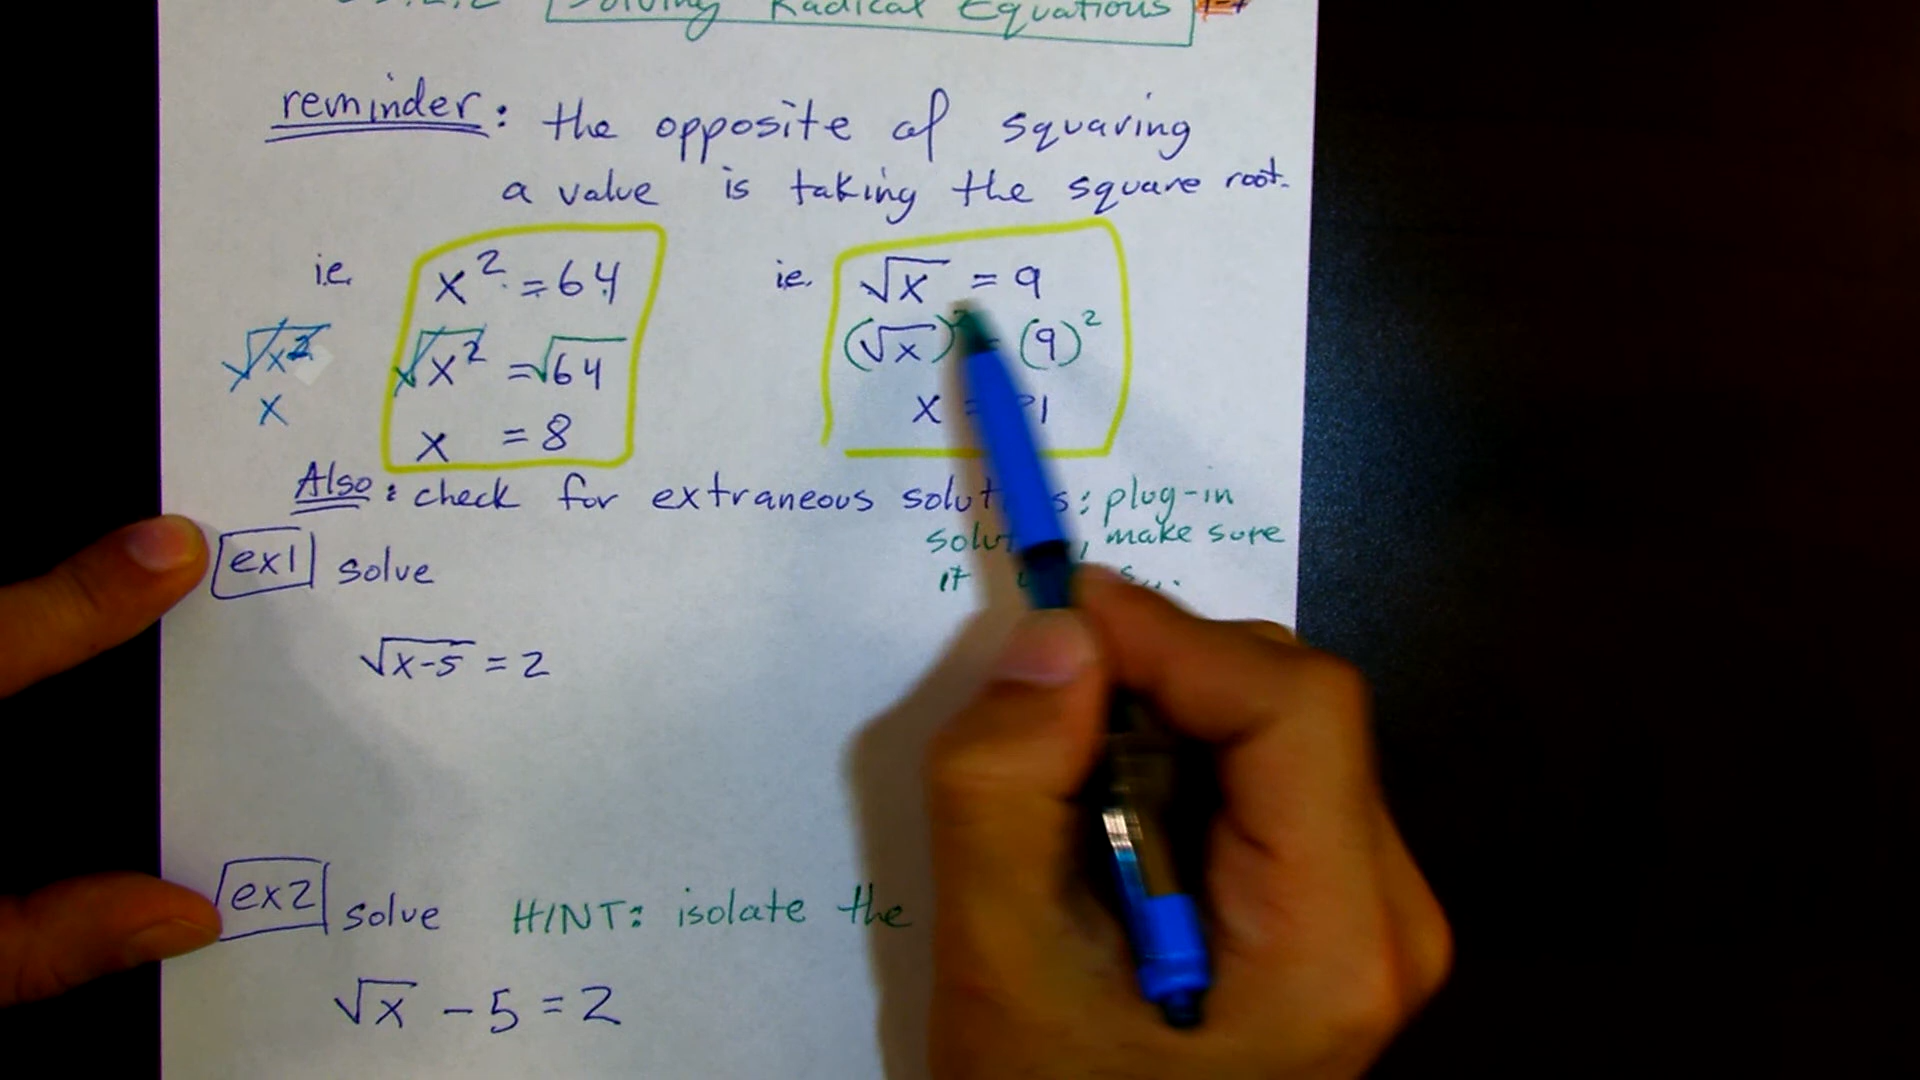 Solving Radical Equations
reminder: the opposite of squaring
a value is taking the square root.
i.e. x² = 64
√x² = √64
x = 8
√x²
x
i.e. √x = 9
(√x)² = (9)²
x = 1
Also: check for extraneous : plug-in
, make sure
it
ex1 solve
√x-5 = 2
ex2 solve HINT: isolate the
√x - 5 = 2